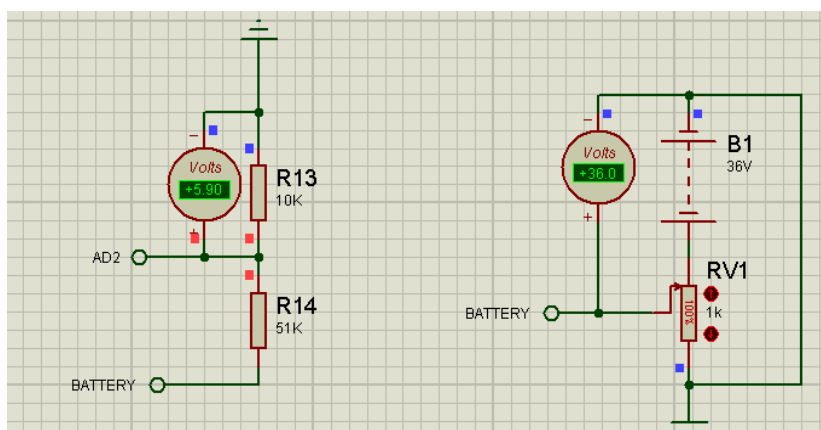 Volts
+5.90
R13
10K
AD2
R14
51K
BATTERY
Volts
+36.0
B1
36V
RV1
1k
100%
BATTERY